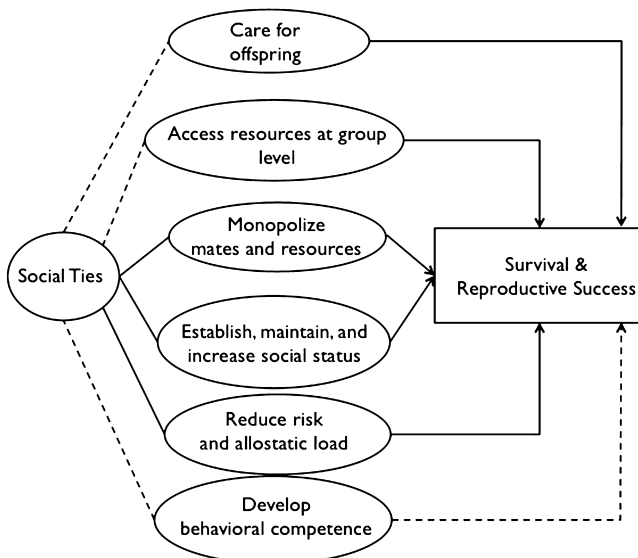 Care for
offspring
Access resources at group
level
Monopolize
mates and resources
Social Ties
Survival &
Reproductive Success
Establish, maintain, and
increase social status
Reduce risk
and allostatic load
Develop
behavioral competence